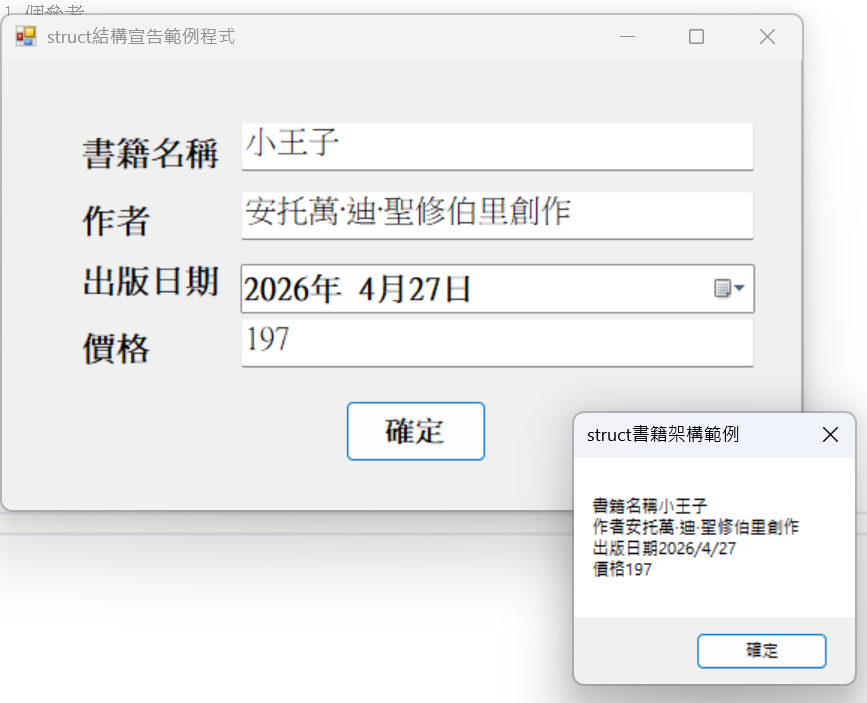 1 個參考
struct結構宣告範例程式
書籍名稱
小王子
作者
安托萬·迪·聖修伯里創作
出版日期
2026年 4月27日
價格
197
確定
struct書籍架構範例
書籍名稱小王子
作者安托萬·迪·聖修伯里創作
出版日期2026/4/27
價格197
確定